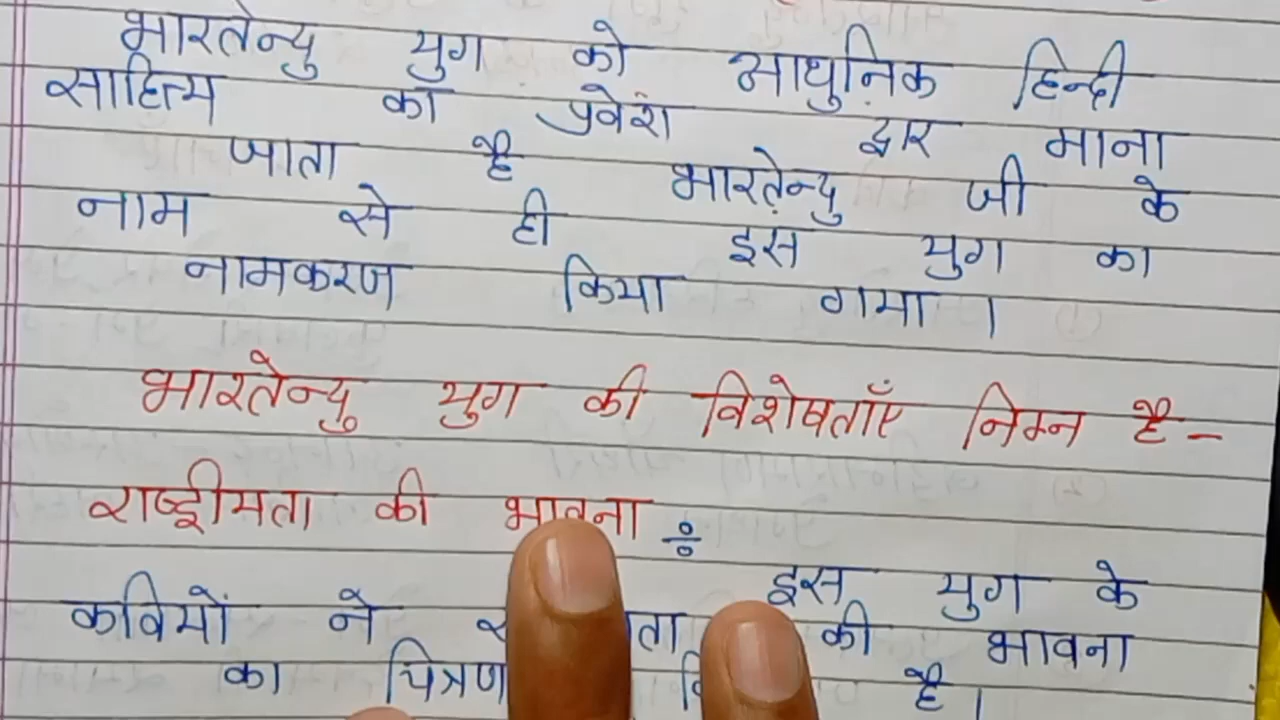 भारतेन्दु युग को आधुनिक हिन्दी
साहित्य का प्रवेश द्वार माना
जाता है भारतेन्दु जी के
नाम से ही इस युग का
नामकरण किया गया।
भारतेन्दु युग की विशेषताएँ निम्न है -
राष्ट्रीयता की भावना ÷
इस युग के
कवियों ने की भावना
का चित्रण है।